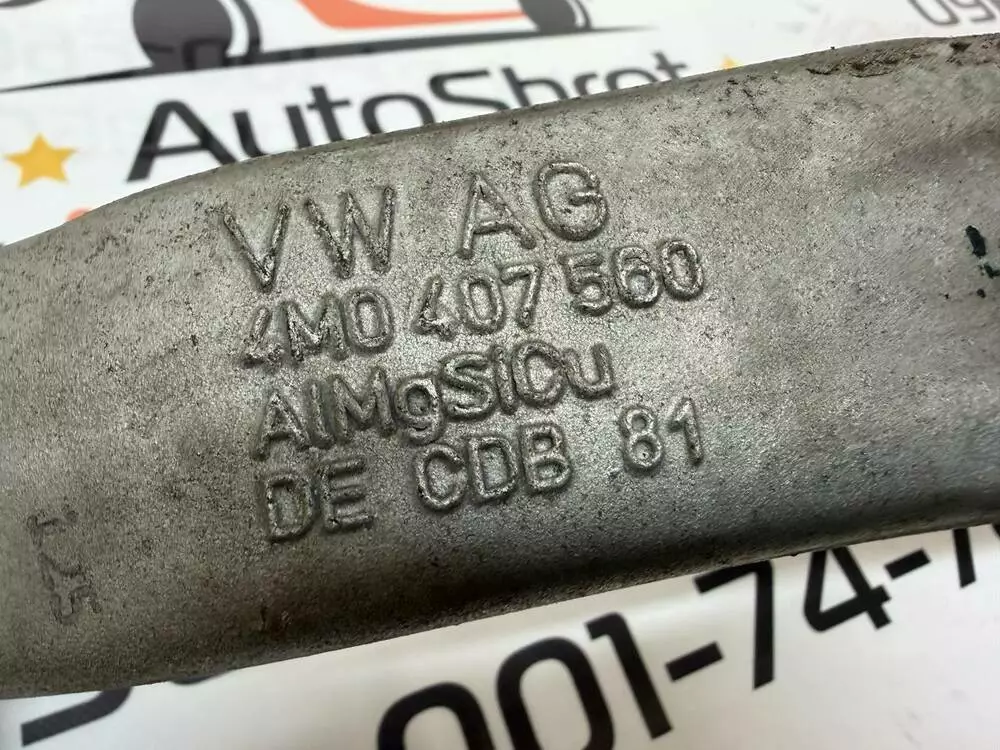 AutoShrot
VW AG
4M0 407 560
AlMgSiCu
DE CDB 81
001-74-